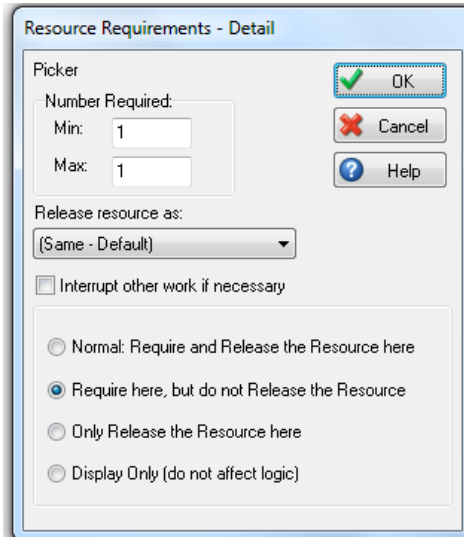 Resource Requirements - Detail
Picker
OK
Number Required:
Min: 1
Cancel
Max: 1
Help
Release resource as:
(Same - Default)
Interrupt other work if necessary
Normal: Require and Release the Resource here
Require here, but do not Release the Resource
Only Release the Resource here
Display Only (do not affect logic)